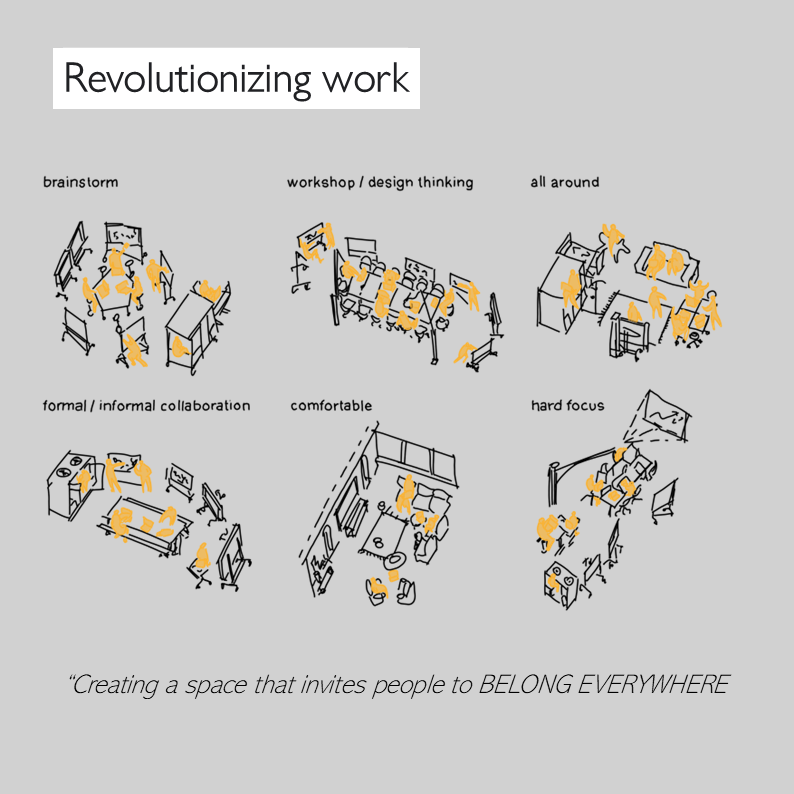 Revolutionizing work
brainstorm
workshop / design thinking
all around
formal / informal collaboration
comfortable
hard focus
“Creating a space that invites people to BELONG EVERYWHERE